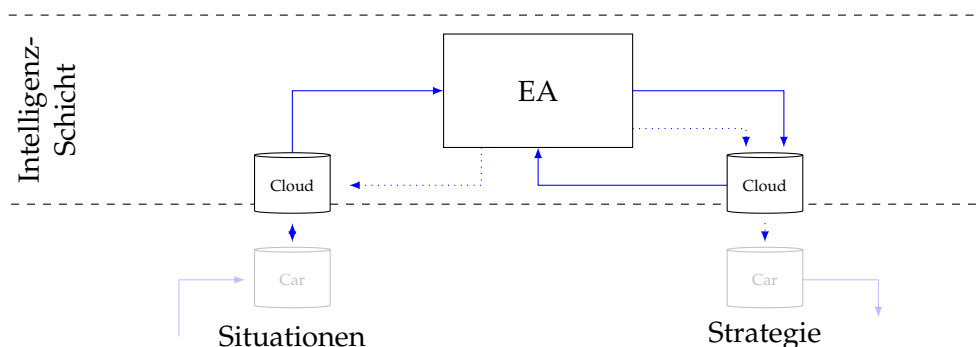 Intelligenz-
Schicht
EA
Cloud
Cloud
Car
Car
Situationen
Strategie